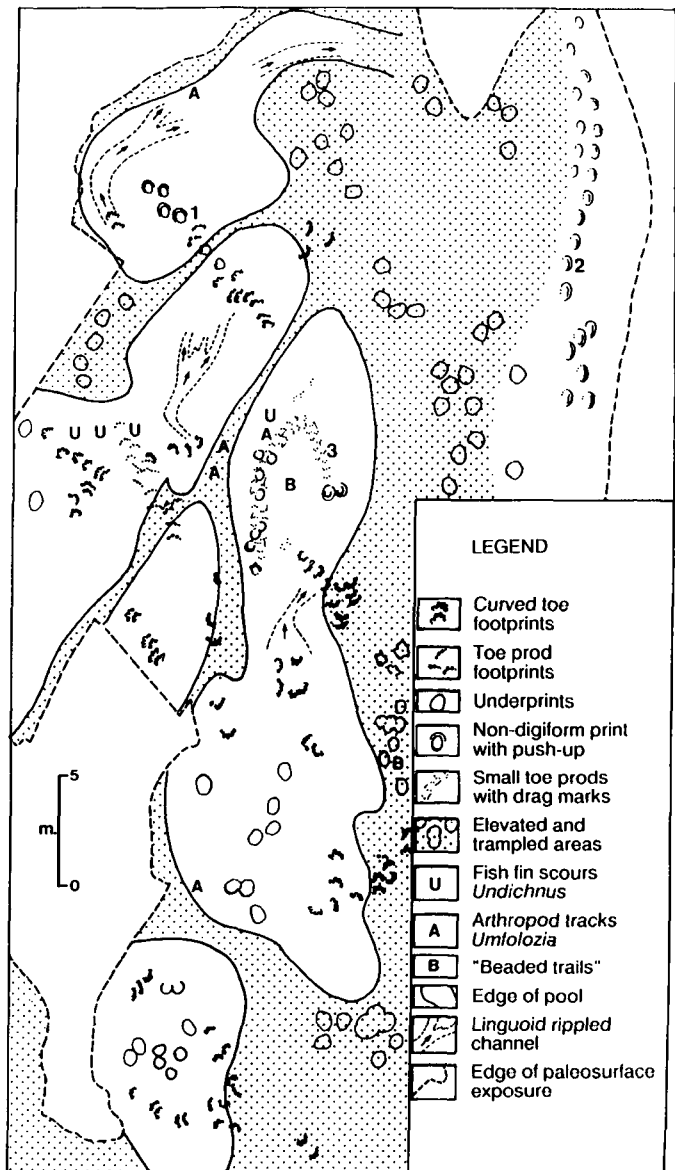 A
1
2
U
U
U
U
A
3
A
A
B
B
A
5
m.
0
LEGEND
Curved toe
footprints
Toe prod
footprints
Underprints
Non-digiform print
with push-up
Small toe prods
with drag marks
Elevated and
trampled areas
U
Fish fin scours
Undichnus
A
Arthropod tracks
Umfolozia
B
"Beaded trails"
Edge of pool
Linguoid rippled
channel
Edge of paleosurface
exposure